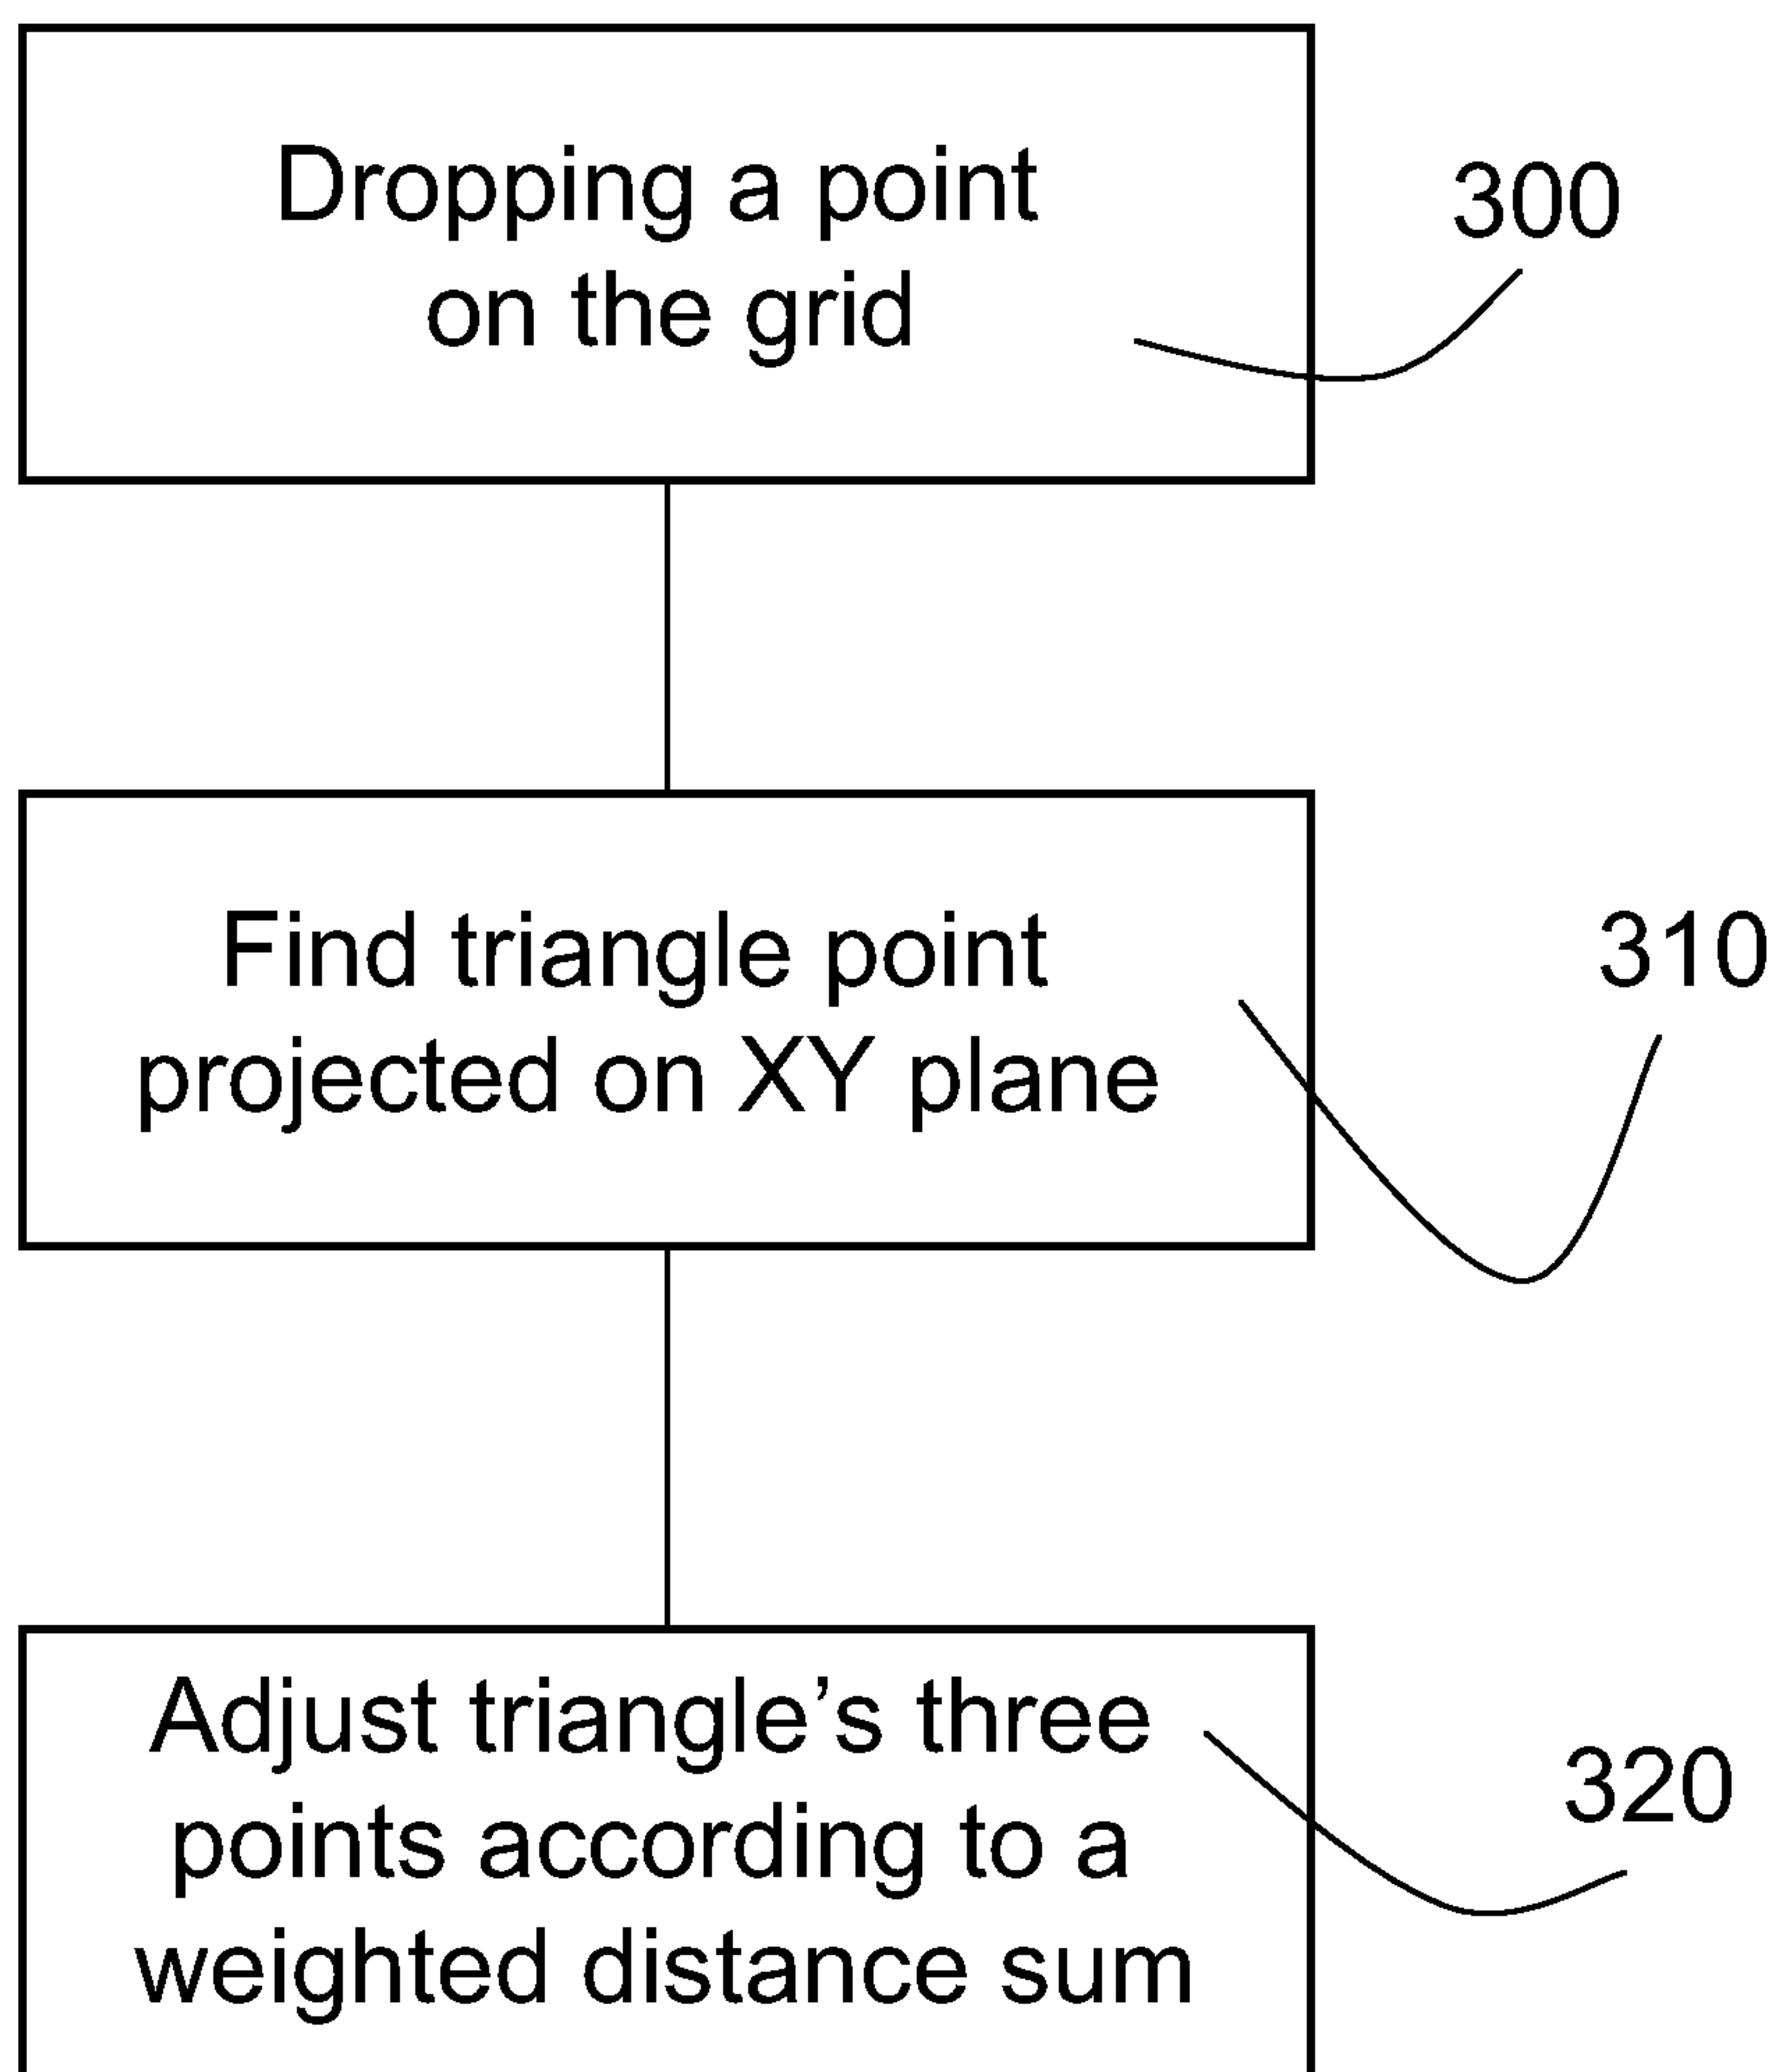 Dropping a point
on the grid
300
Find triangle point
projected on XY plane
310
Adjust triangle’s three
points according to a
weighted distance sum
320